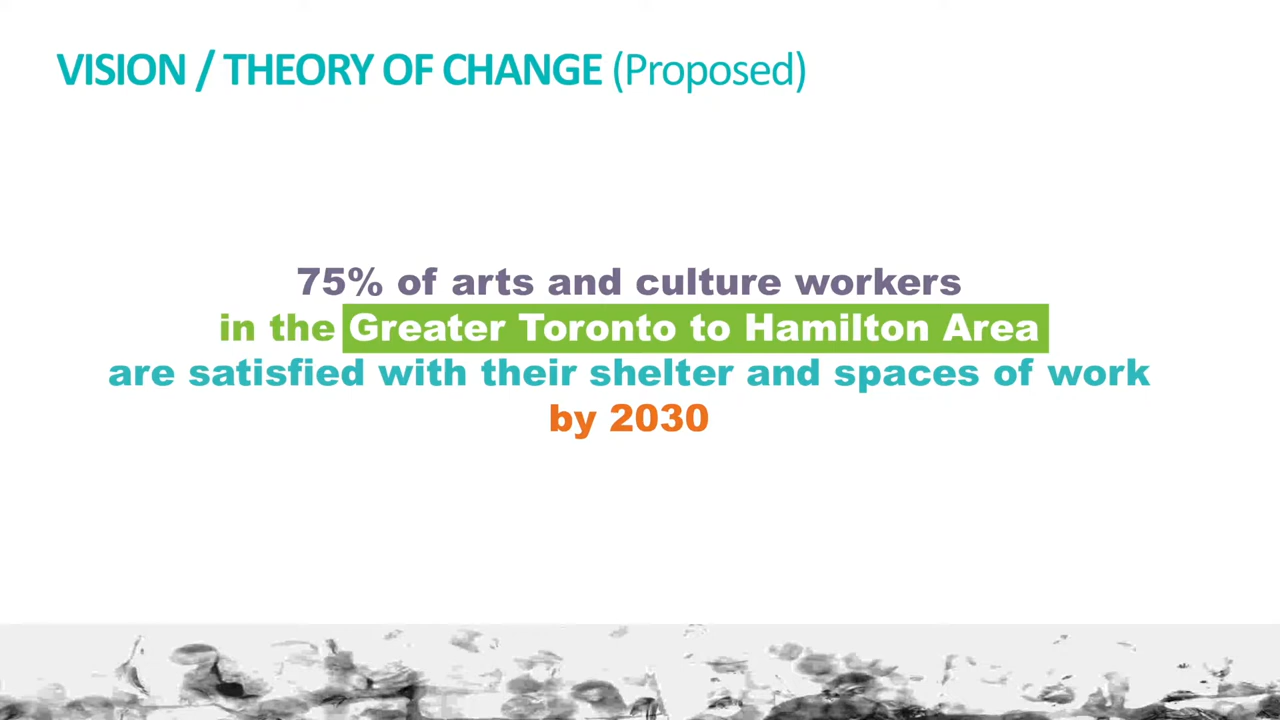 VISION / THEORY OF CHANGE (Proposed)
75% of arts and culture workers
in the Greater Toronto to Hamilton Area
are satisfied with their shelter and spaces of work
by 2030